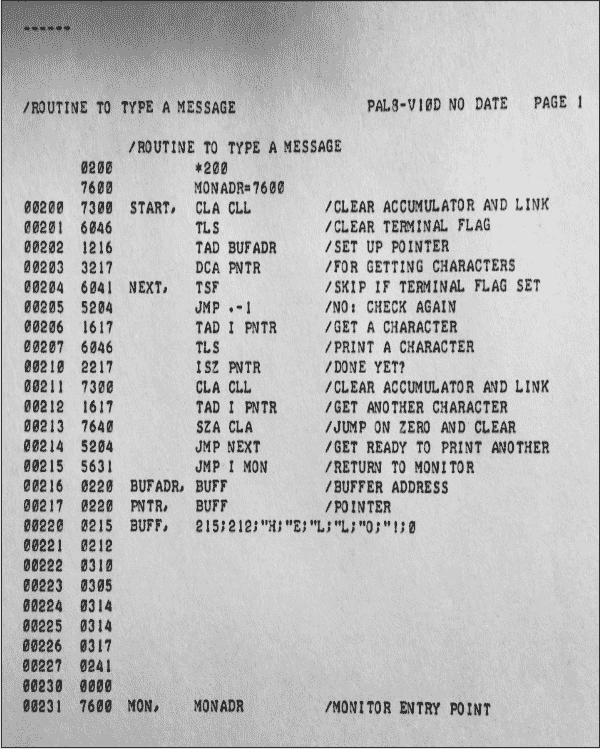 ------
/ROUTINE TO TYPE A MESSAGE PAL8-V10D NO DATE PAGE 1
/ROUTINE TO TYPE A MESSAGE
0200 *200
7600 MONADR=7600
00200 7300 START, CLA CLL /CLEAR ACCUMULATOR AND LINK
00201 6046 TLS /CLEAR TERMINAL FLAG
00202 1216 TAD BUFADR /SET UP POINTER
00203 3217 DCA PNTR /FOR GETTING CHARACTERS
00204 6041 NEXT, TSF /SKIP IF TERMINAL FLAG SET
00205 5204 JMP .-1 /NO: CHECK AGAIN
00206 1617 TAD I PNTR /GET A CHARACTER
00207 6046 TLS /PRINT A CHARACTER
00210 2217 ISZ PNTR /DONE YET?
00211 7300 CLA CLL /CLEAR ACCUMULATOR AND LINK
00212 1617 TAD I PNTR /GET ANOTHER CHARACTER
00213 7640 SZA CLA /JUMP ON ZERO AND CLEAR
00214 5204 JMP NEXT /GET READY TO PRINT ANOTHER
00215 5631 JMP I MON /RETURN TO MONITOR
00216 0220 BUFADR, BUFF /BUFFER ADDRESS
00217 0220 PNTR, BUFF /POINTER
00220 0215 BUFF, 215;212;"H;"E;"L;"L;"O;"!;0
00221 0212
00222 0310
00223 0305
00224 0314
00225 0314
00226 0317
00227 0241
00230 0000
00231 7600 MON, MONADR /MONITOR ENTRY POINT